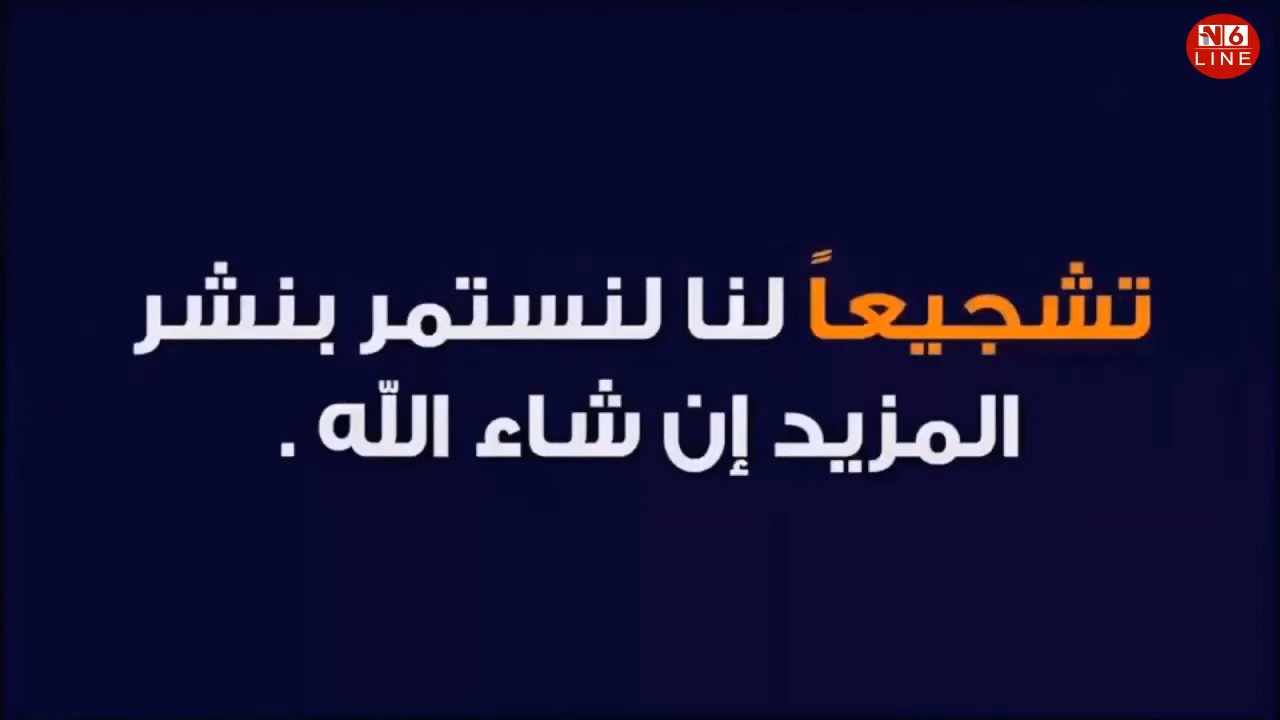 N6
LINE
تشجيعاً لنا لنستمر بنشر
المزيد إن شاء اللّه .